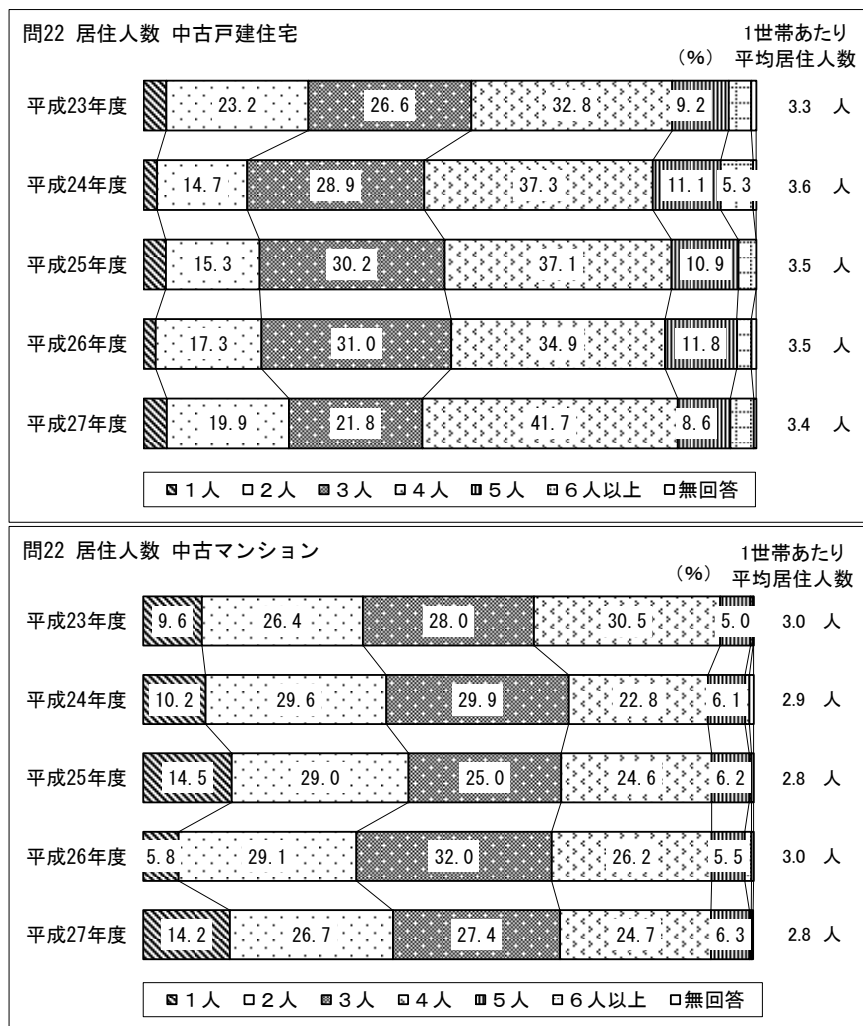 問22 居住人数 中古戸建住宅
1世帯あたり
(%) 平均居住人数
平成23年度 23.2 26.6 32.8 9.2 3.3 人
平成24年度 14.7 28.9 37.3 11.1 5.3 3.6 人
平成25年度 15.3 30.2 37.1 10.9 3.5 人
平成26年度 17.3 31.0 34.9 11.8 3.5 人
平成27年度 19.9 21.8 41.7 8.6 3.4 人
1人 2人 3人 4人 5人 6人以上 無回答
問22 居住人数 中古マンション
1世帯あたり
(%) 平均居住人数
平成23年度 9.6 26.4 28.0 30.5 5.0 3.0 人
平成24年度 10.2 29.6 29.9 22.8 6.1 2.9 人
平成25年度 14.5 29.0 25.0 24.6 6.2 2.8 人
平成26年度 5.8 29.1 32.0 26.2 5.5 3.0 人
平成27年度 14.2 26.7 27.4 24.7 6.3 2.8 人
1人 2人 3人 4人 5人 6人以上 無回答